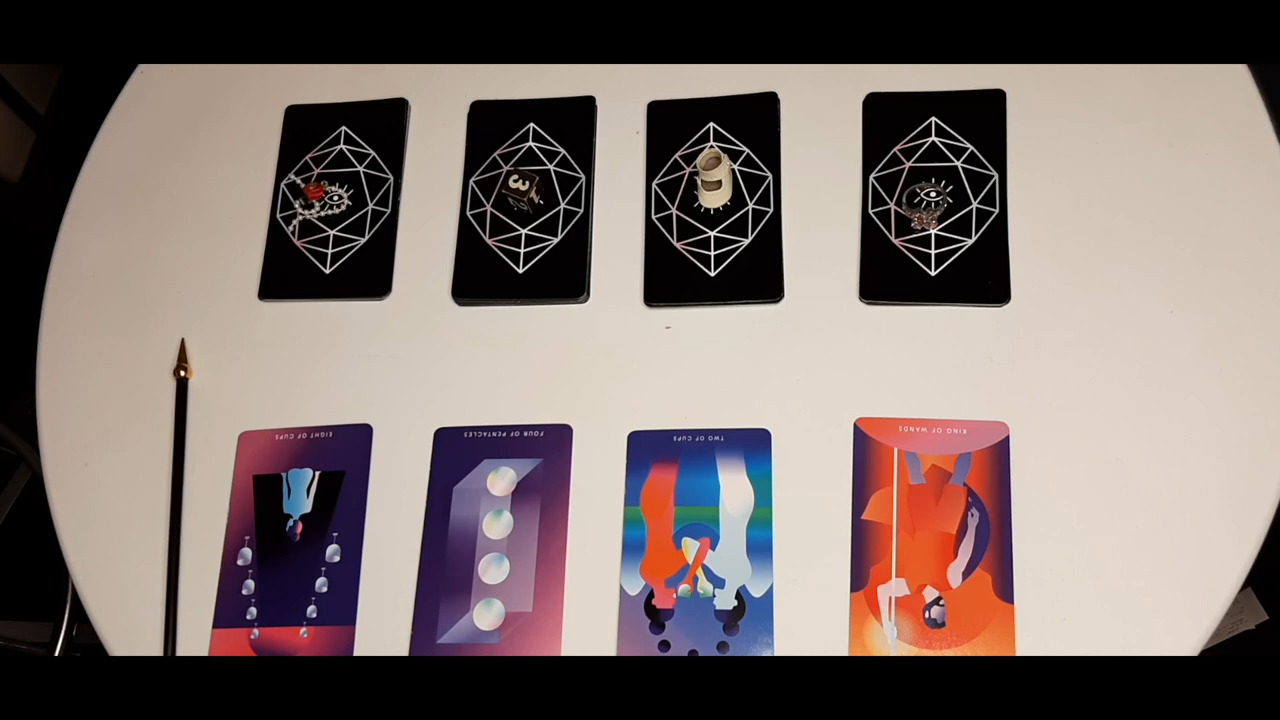 3
EIGHT OF CUPS
FOUR OF PENTACLES
TWO OF CUPS
KING OF WANDS